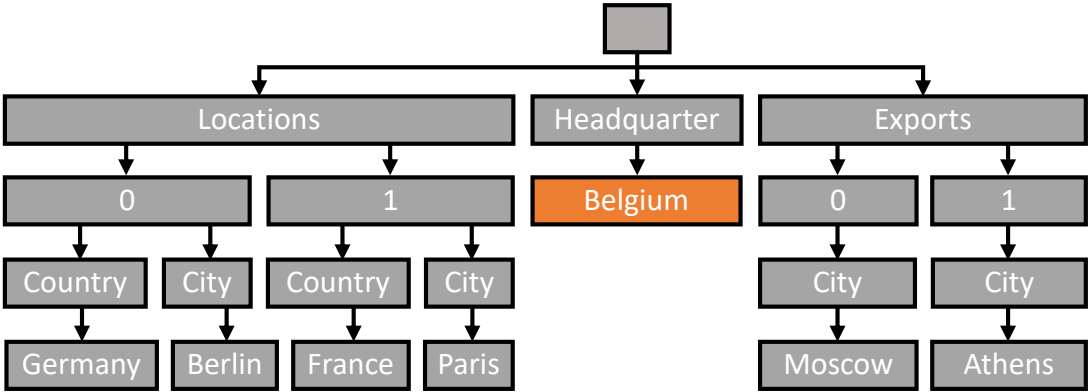 Locations Headquarter Exports
0 1 Belgium 0 1
Country City Country City City City
Germany Berlin France Paris Moscow Athens